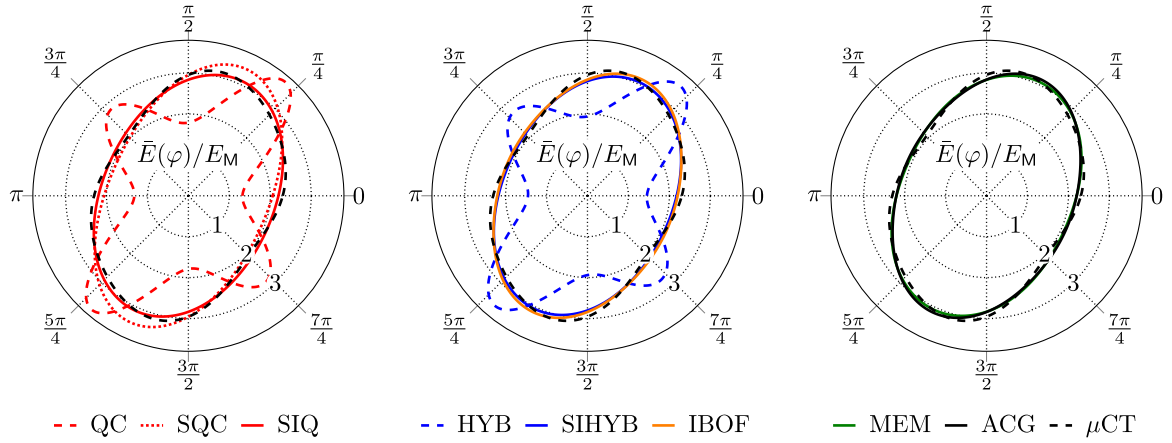 π/2 π/2 π/2
3π/4 π/4 3π/4 π/4 3π/4 π/4
Ē(φ)/E_M Ē(φ)/E_M Ē(φ)/E_M
π 0 π 0 π 0
1 1 1
2 2 2
3 3 3
5π/4 7π/4 5π/4 7π/4 5π/4 7π/4
3π/2 3π/2 3π/2
QC SQC SIQ HYB SIHYB IBOF MEM ACG μCT